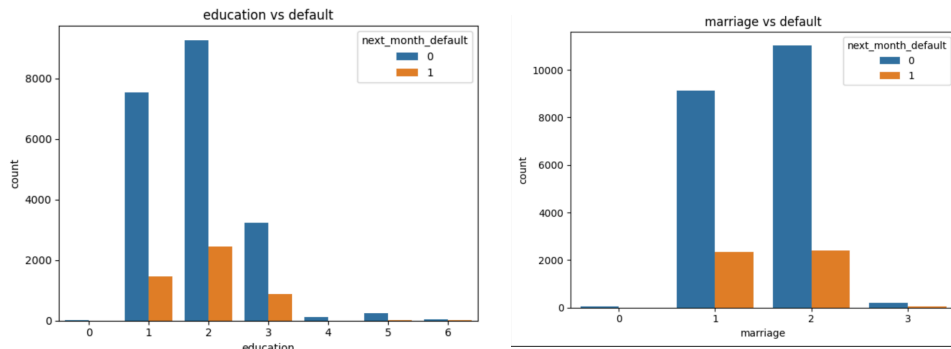 education vs default
next_month_default
0
1
8000
6000
4000
2000
0
count
0 1 2 3 4 5 6
education
marriage vs default
next_month_default
0
1
10000
8000
6000
4000
2000
0
count
0 1 2 3
marriage